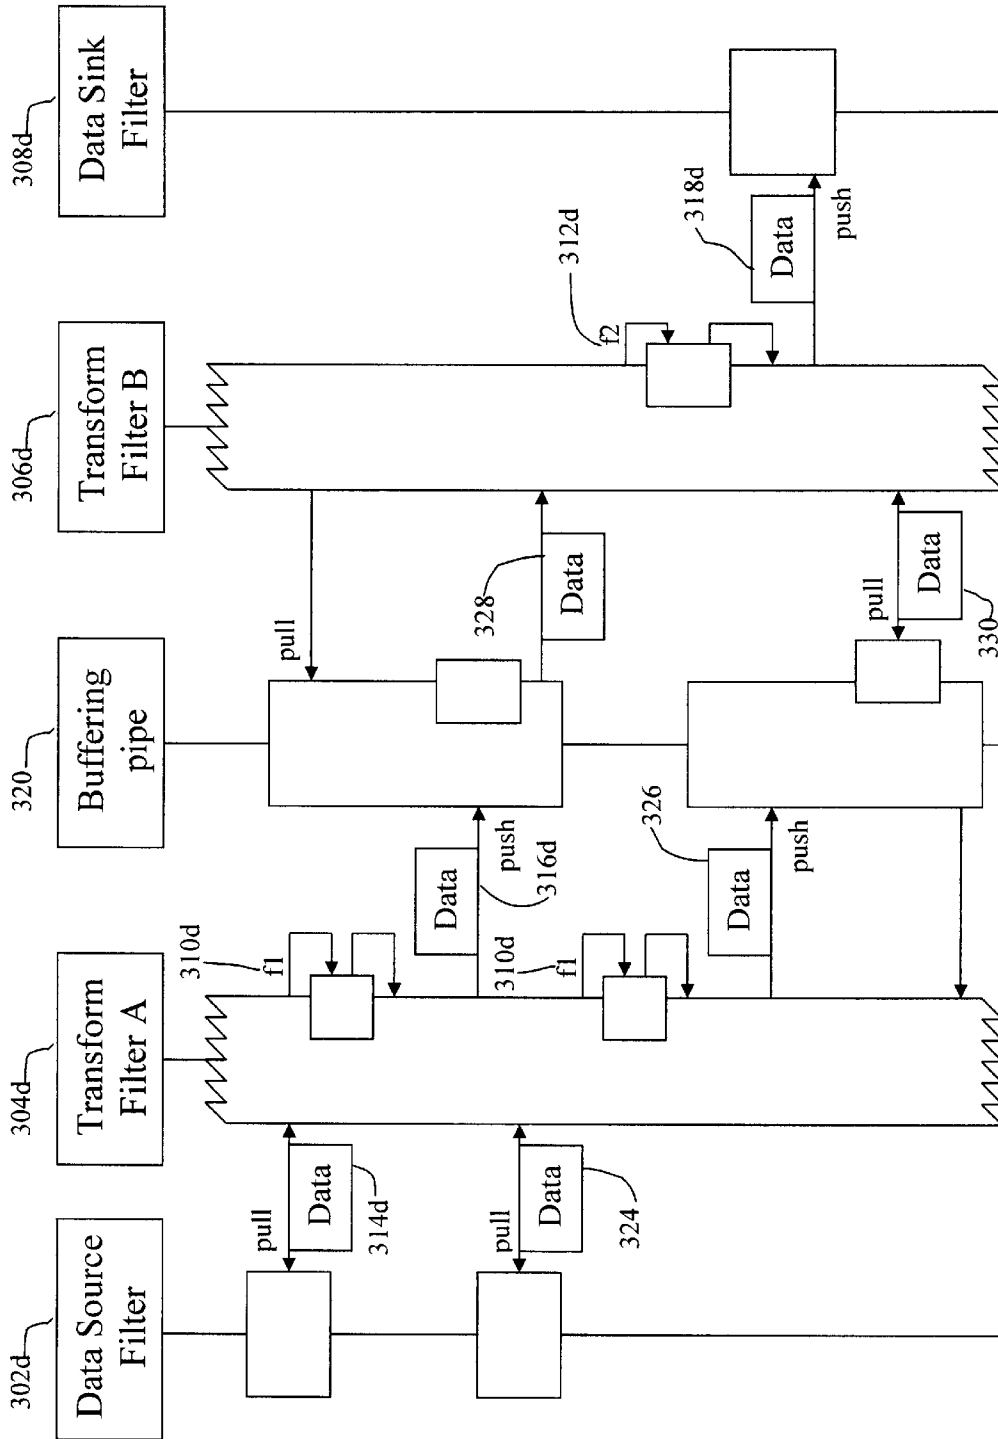 302d
Data Source
Filter
304d
Transform
Filter A
320
Buffering
pipe
306d
Transform
Filter B
308d
Data Sink
Filter
pull
Data
314d
310d
f1
pull
Data
316d
push
328
Data
pull
Data
324
310d
f1
312d
f2
Data
326
push
318d
Data
push
pull
Data
330